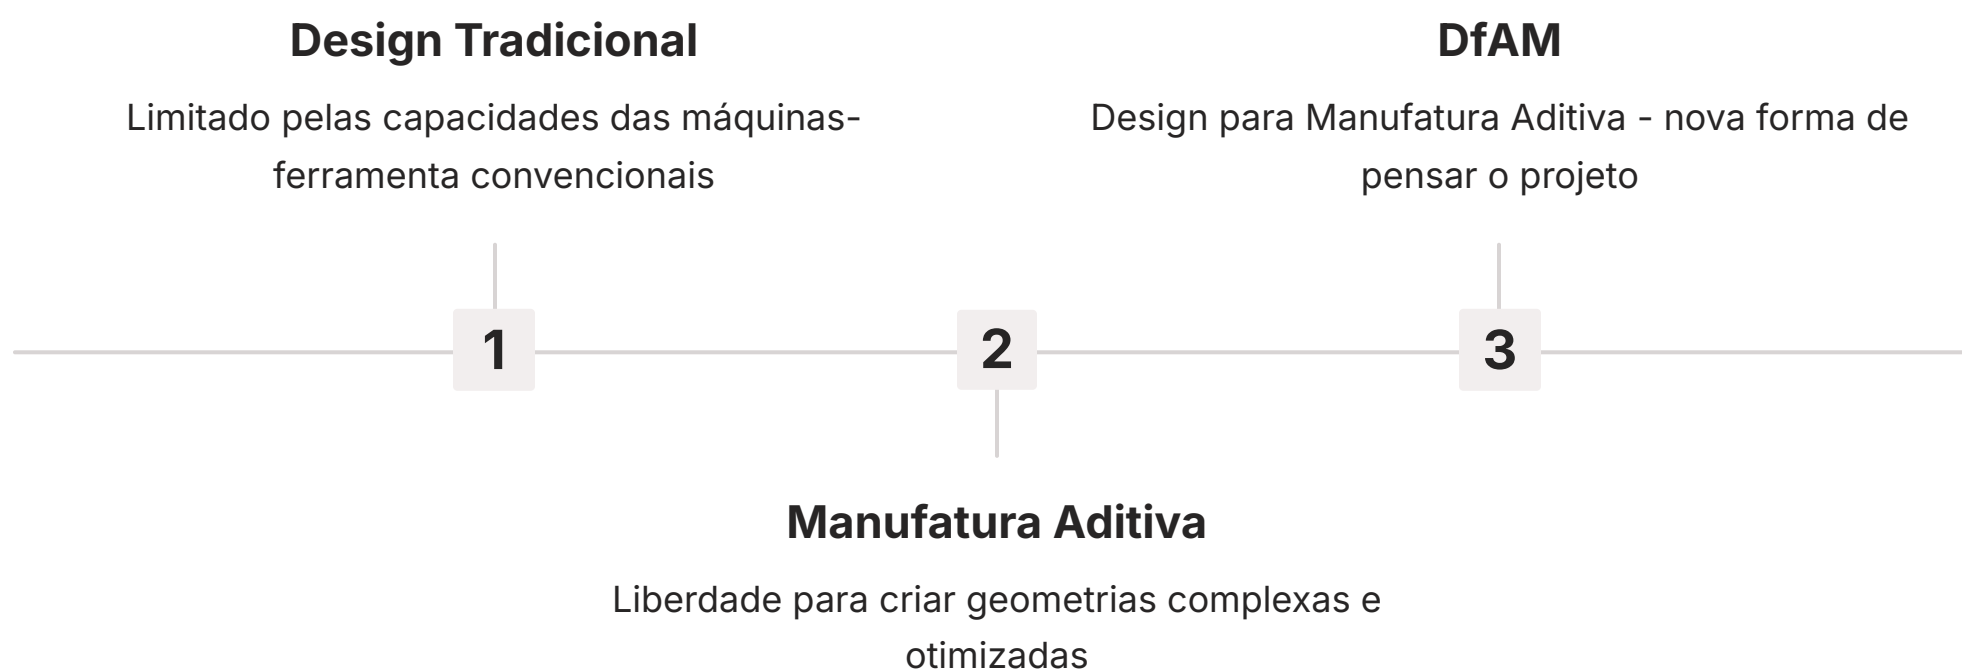 Design Tradicional
Limitado pelas capacidades das máquinas-
ferramenta convencionais
DfAM
Design para Manufatura Aditiva - nova forma de
pensar o projeto
1
2
3
Manufatura Aditiva
Liberdade para criar geometrias complexas e
otimizadas